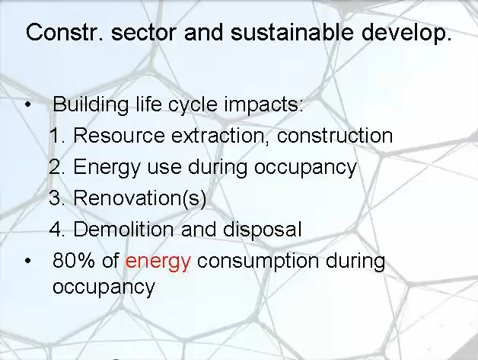 Constr. sector and sustainable develop.
• Building life cycle impacts:
1. Resource extraction, construction
2. Energy use during occupancy
3. Renovation(s)
4. Demolition and disposal
• 80% of energy consumption during
occupancy